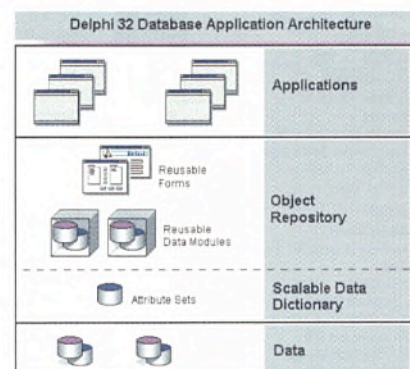 Delphi 32 Database Application Architecture
Applications
Reusable
Forms
Object
Repository
Reusable
Data Modules
Attribute Sets
Scalable Data
Dictionary
Data